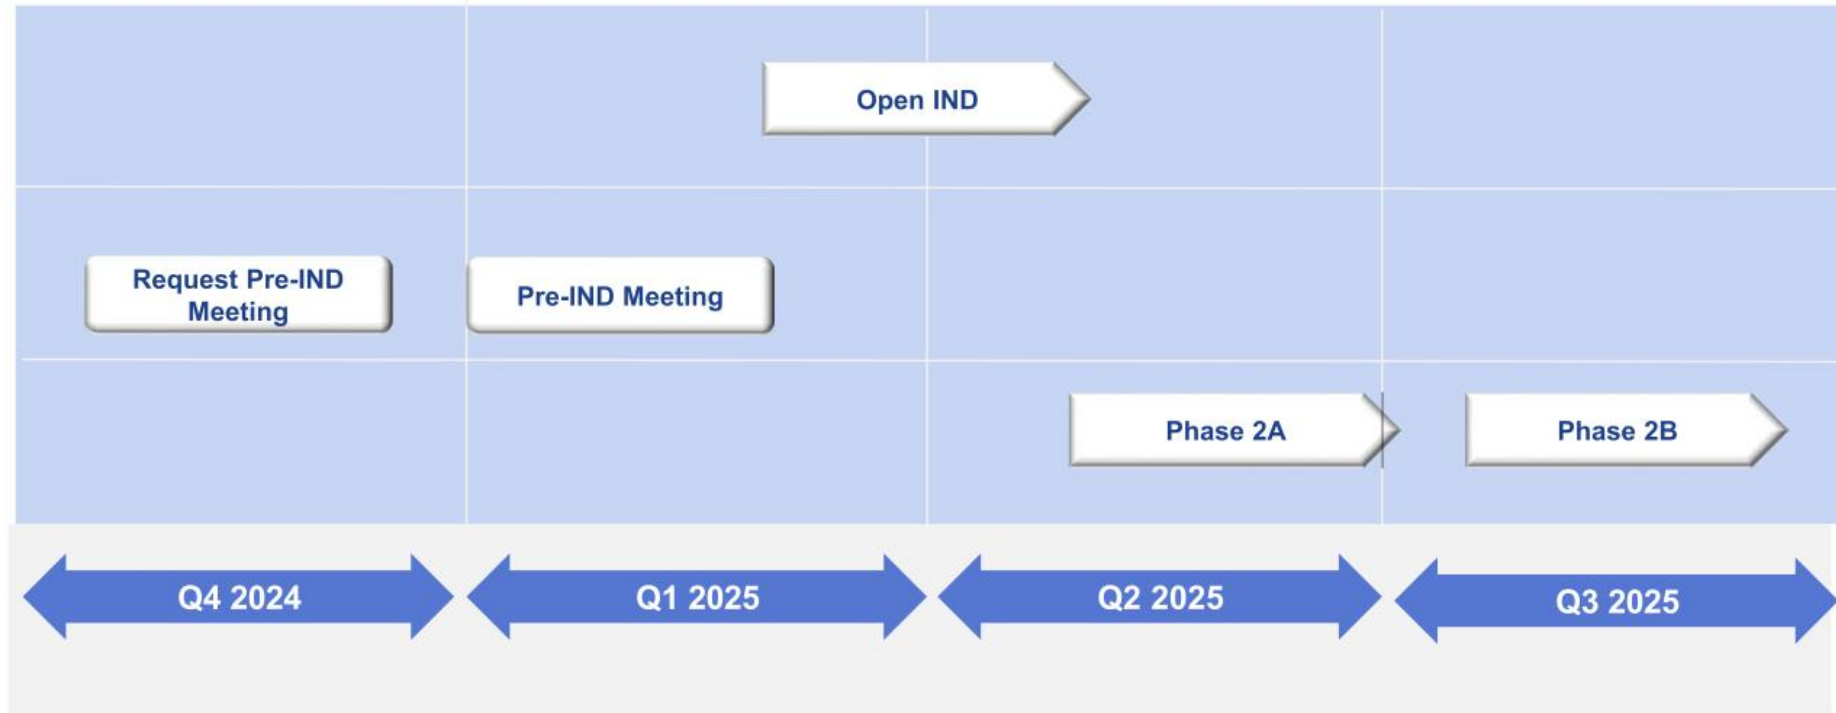 Open IND
Request Pre-IND
Meeting
Pre-IND Meeting
Phase 2A
Phase 2B
Q4 2024
Q1 2025
Q2 2025
Q3 2025